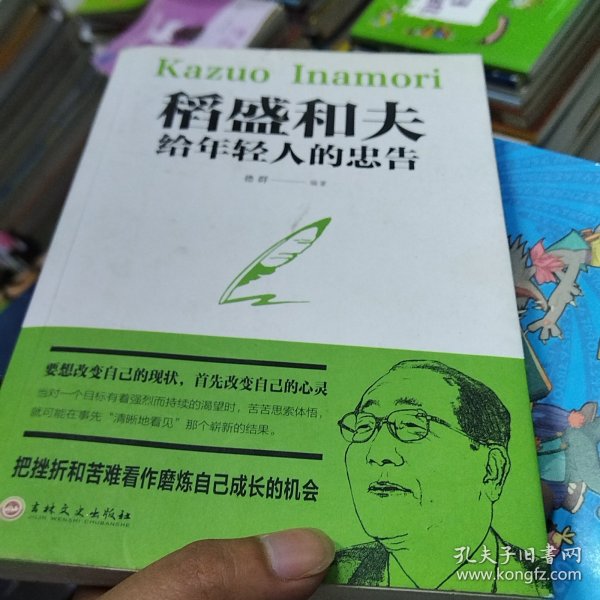 Kazuo Inamori
稻盛和夫
给年轻人的忠告
德群——编著
要想改变自己的现状，首先改变自己的心灵
当对一个目标有着强烈而持续的渴望时，苦苦思索体悟，
就可能在事先“清晰地看见”那个崭新的结果。
把挫折和苦难看作磨炼自己成长的机会
吉林文史出版社
JILIN WENSHI CHUBANSHE
孔夫子旧书网
www.kongfz.com